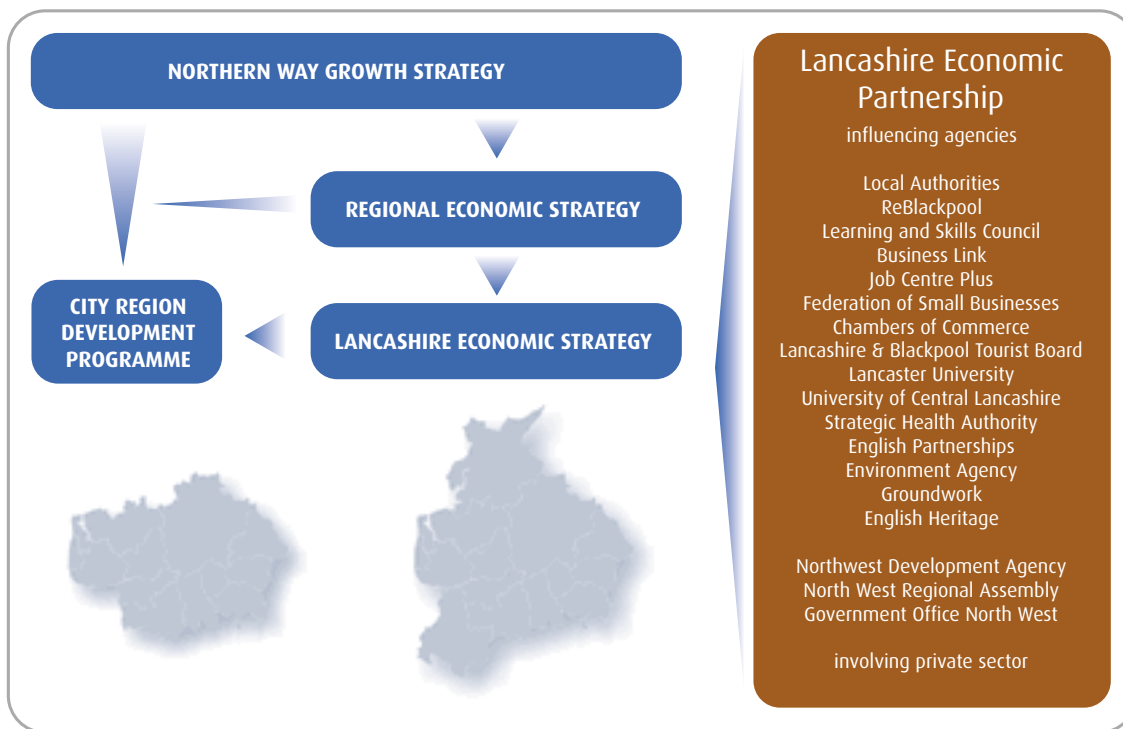 NORTHERN WAY GROWTH STRATEGY
REGIONAL ECONOMIC STRATEGY
CITY REGION
DEVELOPMENT
PROGRAMME
LANCASHIRE ECONOMIC STRATEGY
Lancashire Economic
Partnership
influencing agencies
Local Authorities
ReBlackpool
Learning and Skills Council
Business Link
Job Centre Plus
Federation of Small Businesses
Chambers of Commerce
Lancashire & Blackpool Tourist Board
Lancaster University
University of Central Lancashire
Strategic Health Authority
English Partnerships
Environment Agency
Groundwork
English Heritage
Northwest Development Agency
North West Regional Assembly
Government Office North West
involving private sector